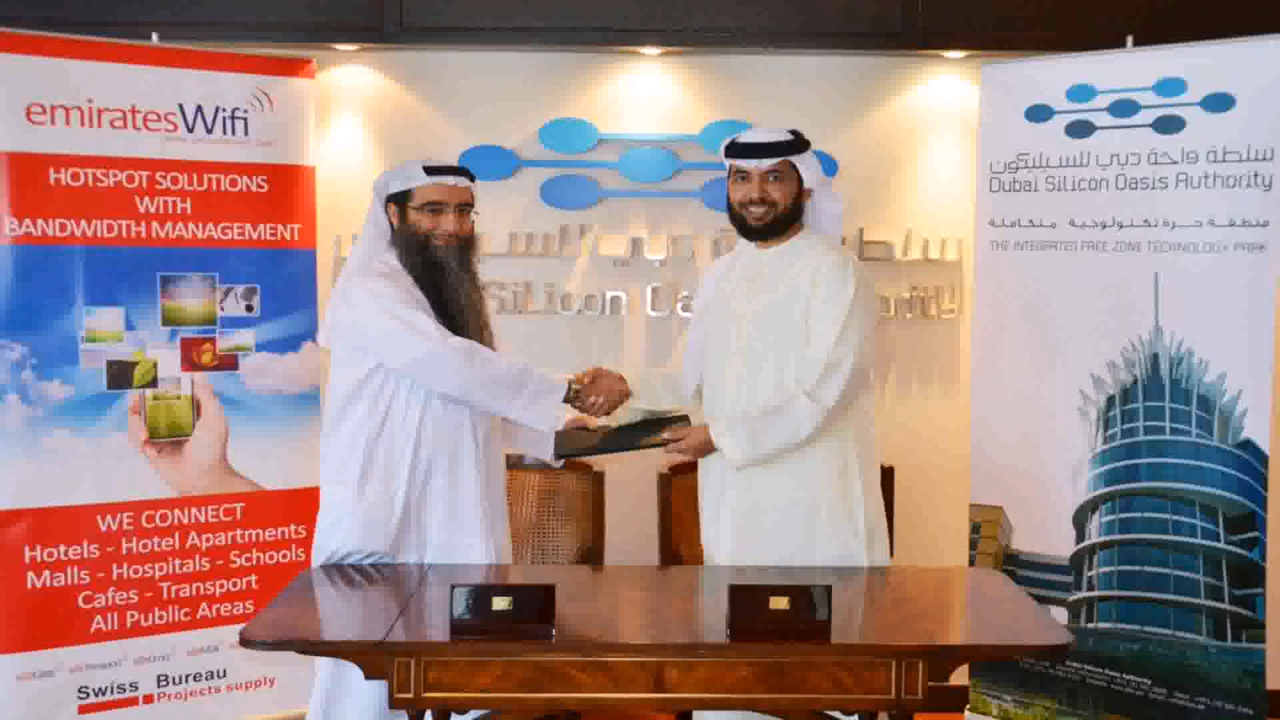 emiratesWifi
HOTSPOT SOLUTIONS
WITH
BANDWIDTH MANAGEMENT
WE CONNECT
Hotels - Hotel Apartments
Malls - Hospitals - Schools
Cafes - Transport
All Public Areas
Swiss Bureau
Projects supply
Silicon
سلطة واحة دبي للسيليكون
Dubai Silicon Oasis Authority
منطقة حرة تكنولوجية متكاملة
THE INTEGRATED FREE ZONE TECHNOLOGY PARK